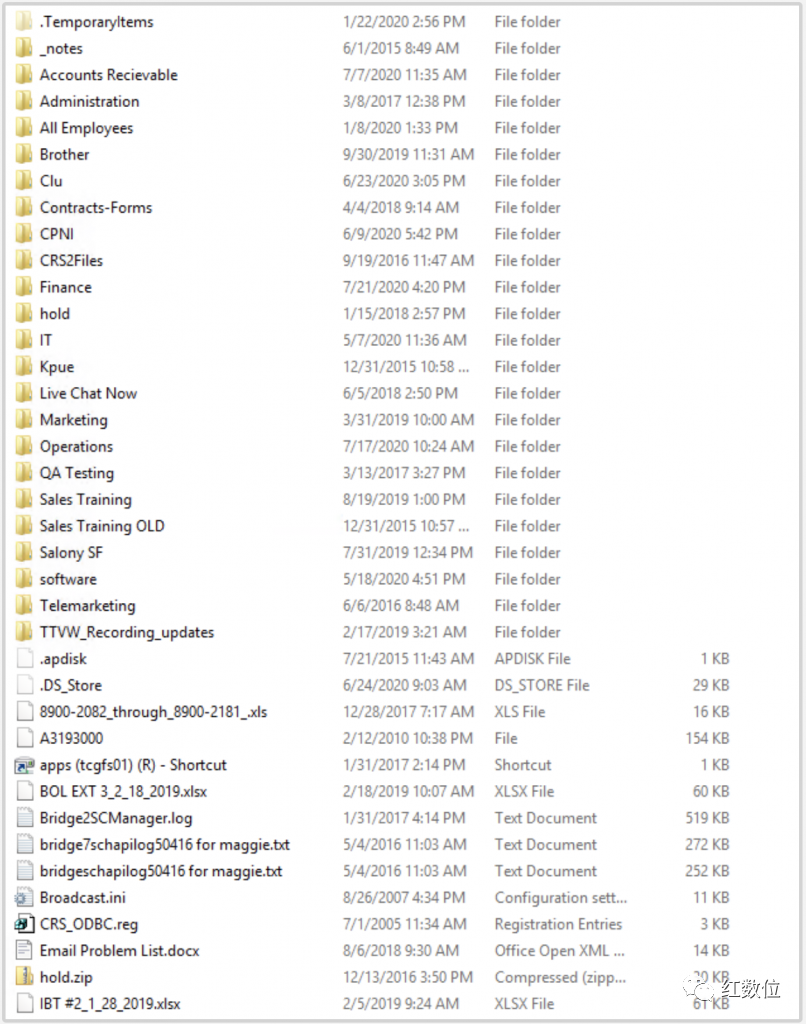 .TemporaryItems 1/22/2020 2:56 PM File folder
_notes 6/1/2015 8:49 AM File folder
Accounts Recievable 7/7/2020 11:35 AM File folder
Administration 3/8/2017 12:38 PM File folder
All Employees 1/8/2020 1:33 PM File folder
Brother 9/30/2019 11:31 AM File folder
Clu 6/23/2020 3:05 PM File folder
Contracts-Forms 4/4/2018 9:14 AM File folder
CPNI 6/9/2020 5:42 PM File folder
CRS2Files 9/19/2016 11:47 AM File folder
Finance 7/21/2020 4:20 PM File folder
hold 1/15/2018 2:57 PM File folder
IT 5/7/2020 11:36 AM File folder
Kpue 12/31/2015 10:58 ... File folder
Live Chat Now 6/5/2018 2:50 PM File folder
Marketing 3/31/2019 10:00 AM File folder
Operations 7/17/2020 10:24 AM File folder
QA Testing 3/13/2017 3:27 PM File folder
Sales Training 8/19/2019 1:00 PM File folder
Sales Training OLD 12/31/2015 10:57 ... File folder
Salony SF 7/31/2019 12:34 PM File folder
software 5/18/2020 4:51 PM File folder
Telemarketing 6/6/2016 8:48 AM File folder
TTVW_Recording_updates 2/17/2019 3:21 AM File folder
.apdisk 7/21/2015 11:43 AM APDISK File 1 KB
.DS_Store 6/24/2020 9:03 AM DS_STORE File 29 KB
8900-2082_through_8900-2181_.xls 12/28/2017 7:17 AM XLS File 16 KB
A3193000 2/12/2010 10:38 PM File 154 KB
apps (tcgfs01) (R) - Shortcut 1/31/2017 2:14 PM Shortcut 1 KB
BOL EXT 3_2_18_2019.xlsx 2/18/2019 10:07 AM XLSX File 60 KB
Bridge2SCManager.log 1/31/2017 4:14 PM Text Document 519 KB
bridge7schapilog50416 for maggie.txt 5/4/2016 11:03 AM Text Document 272 KB
bridgeschapilog50416 for maggie.txt 5/4/2016 11:03 AM Text Document 252 KB
Broadcast.ini 8/26/2007 4:34 PM Configuration sett... 11 KB
CRS_ODBC.reg 7/1/2005 11:34 AM Registration Entries 3 KB
Email Problem List.docx 8/6/2018 9:30 AM Office Open XML ... 14 KB
hold.zip 12/13/2016 3:50 PM Compressed (zipp... KB
IBT #2_1_28_2019.xlsx 2/5/2019 9:24 AM XLSX File 61 KB
红数位